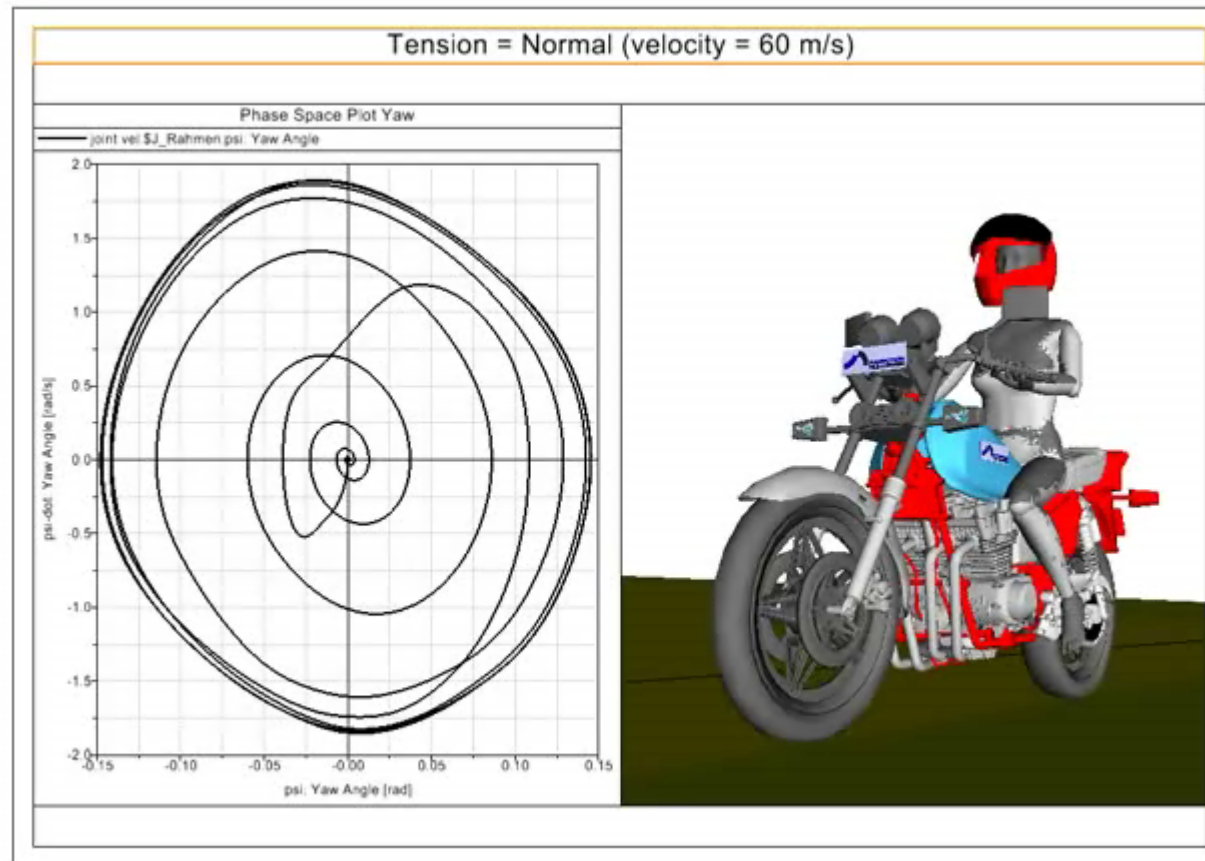 Tension = Normal (velocity = 60 m/s)
Phase Space Plot Yaw
joint vel $J_Rahmen.psi: Yaw Angle
2.0
1.5
1.0
0.5
0.0
-0.5
-1.0
-1.5
-2.0
psi-dot: Yaw Angle [rad/s]
-0.15 -0.10 -0.05 -0.00 0.05 0.10 0.15
psi: Yaw Angle [rad]